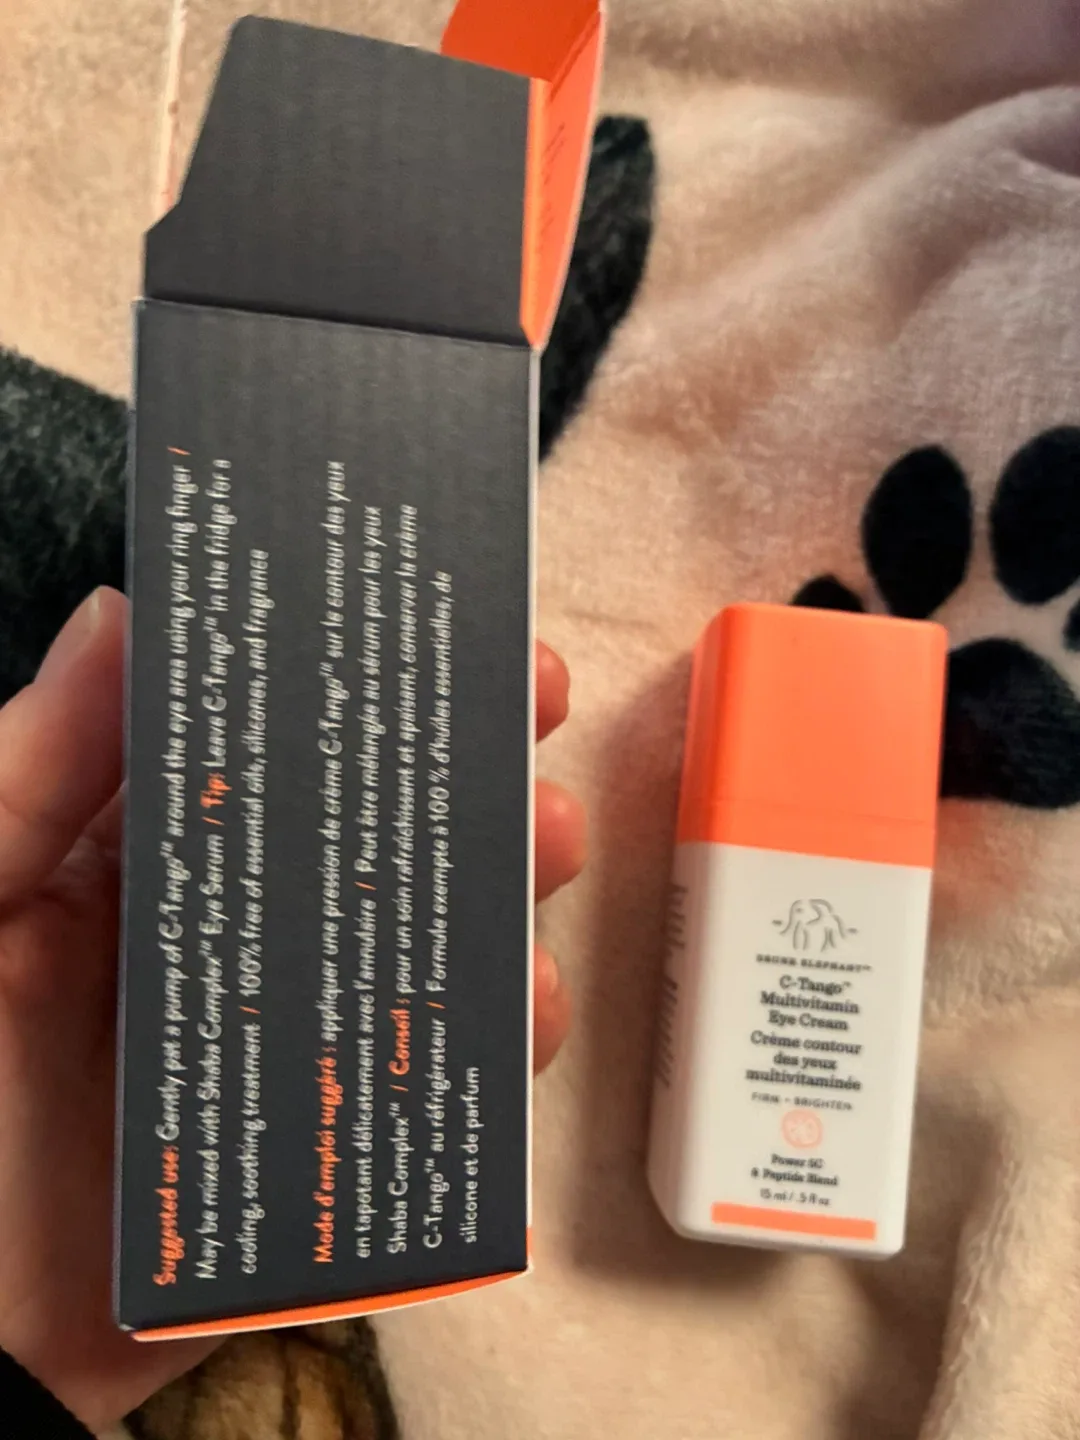 Suggested use: Gently pat a pump of C-Tango™ around the eye area using your ring finger /
May be mixed with Shaba Complex™ Eye Serum / Tip: Leave C-Tango™ in the fridge for a
cooling, soothing treatment / 100% free of essential oils, silicones, and fragrance
Mode d'emploi suggéré : appliquer une pression de crème C-Tango™ sur le contour des yeux
en tapotant délicatement avec l'annulaire / Peut être mélangée au sérum pour les yeux
Shaba Complex™ / Conseil : pour un soin rafraîchissant et apaisant, conserver la crème
C-Tango™ au réfrigérateur / Formule exempte à 100 % d'huiles essentielles, de
silicone et de parfum
DRUNK ELEPHANT™
C-Tango™
Multivitamin
Eye Cream
Crème contour
des yeux
multivitaminée
FIRM + BRIGHTEN
Power 5C
& Peptide Blend
15 ml / .5 fl oz